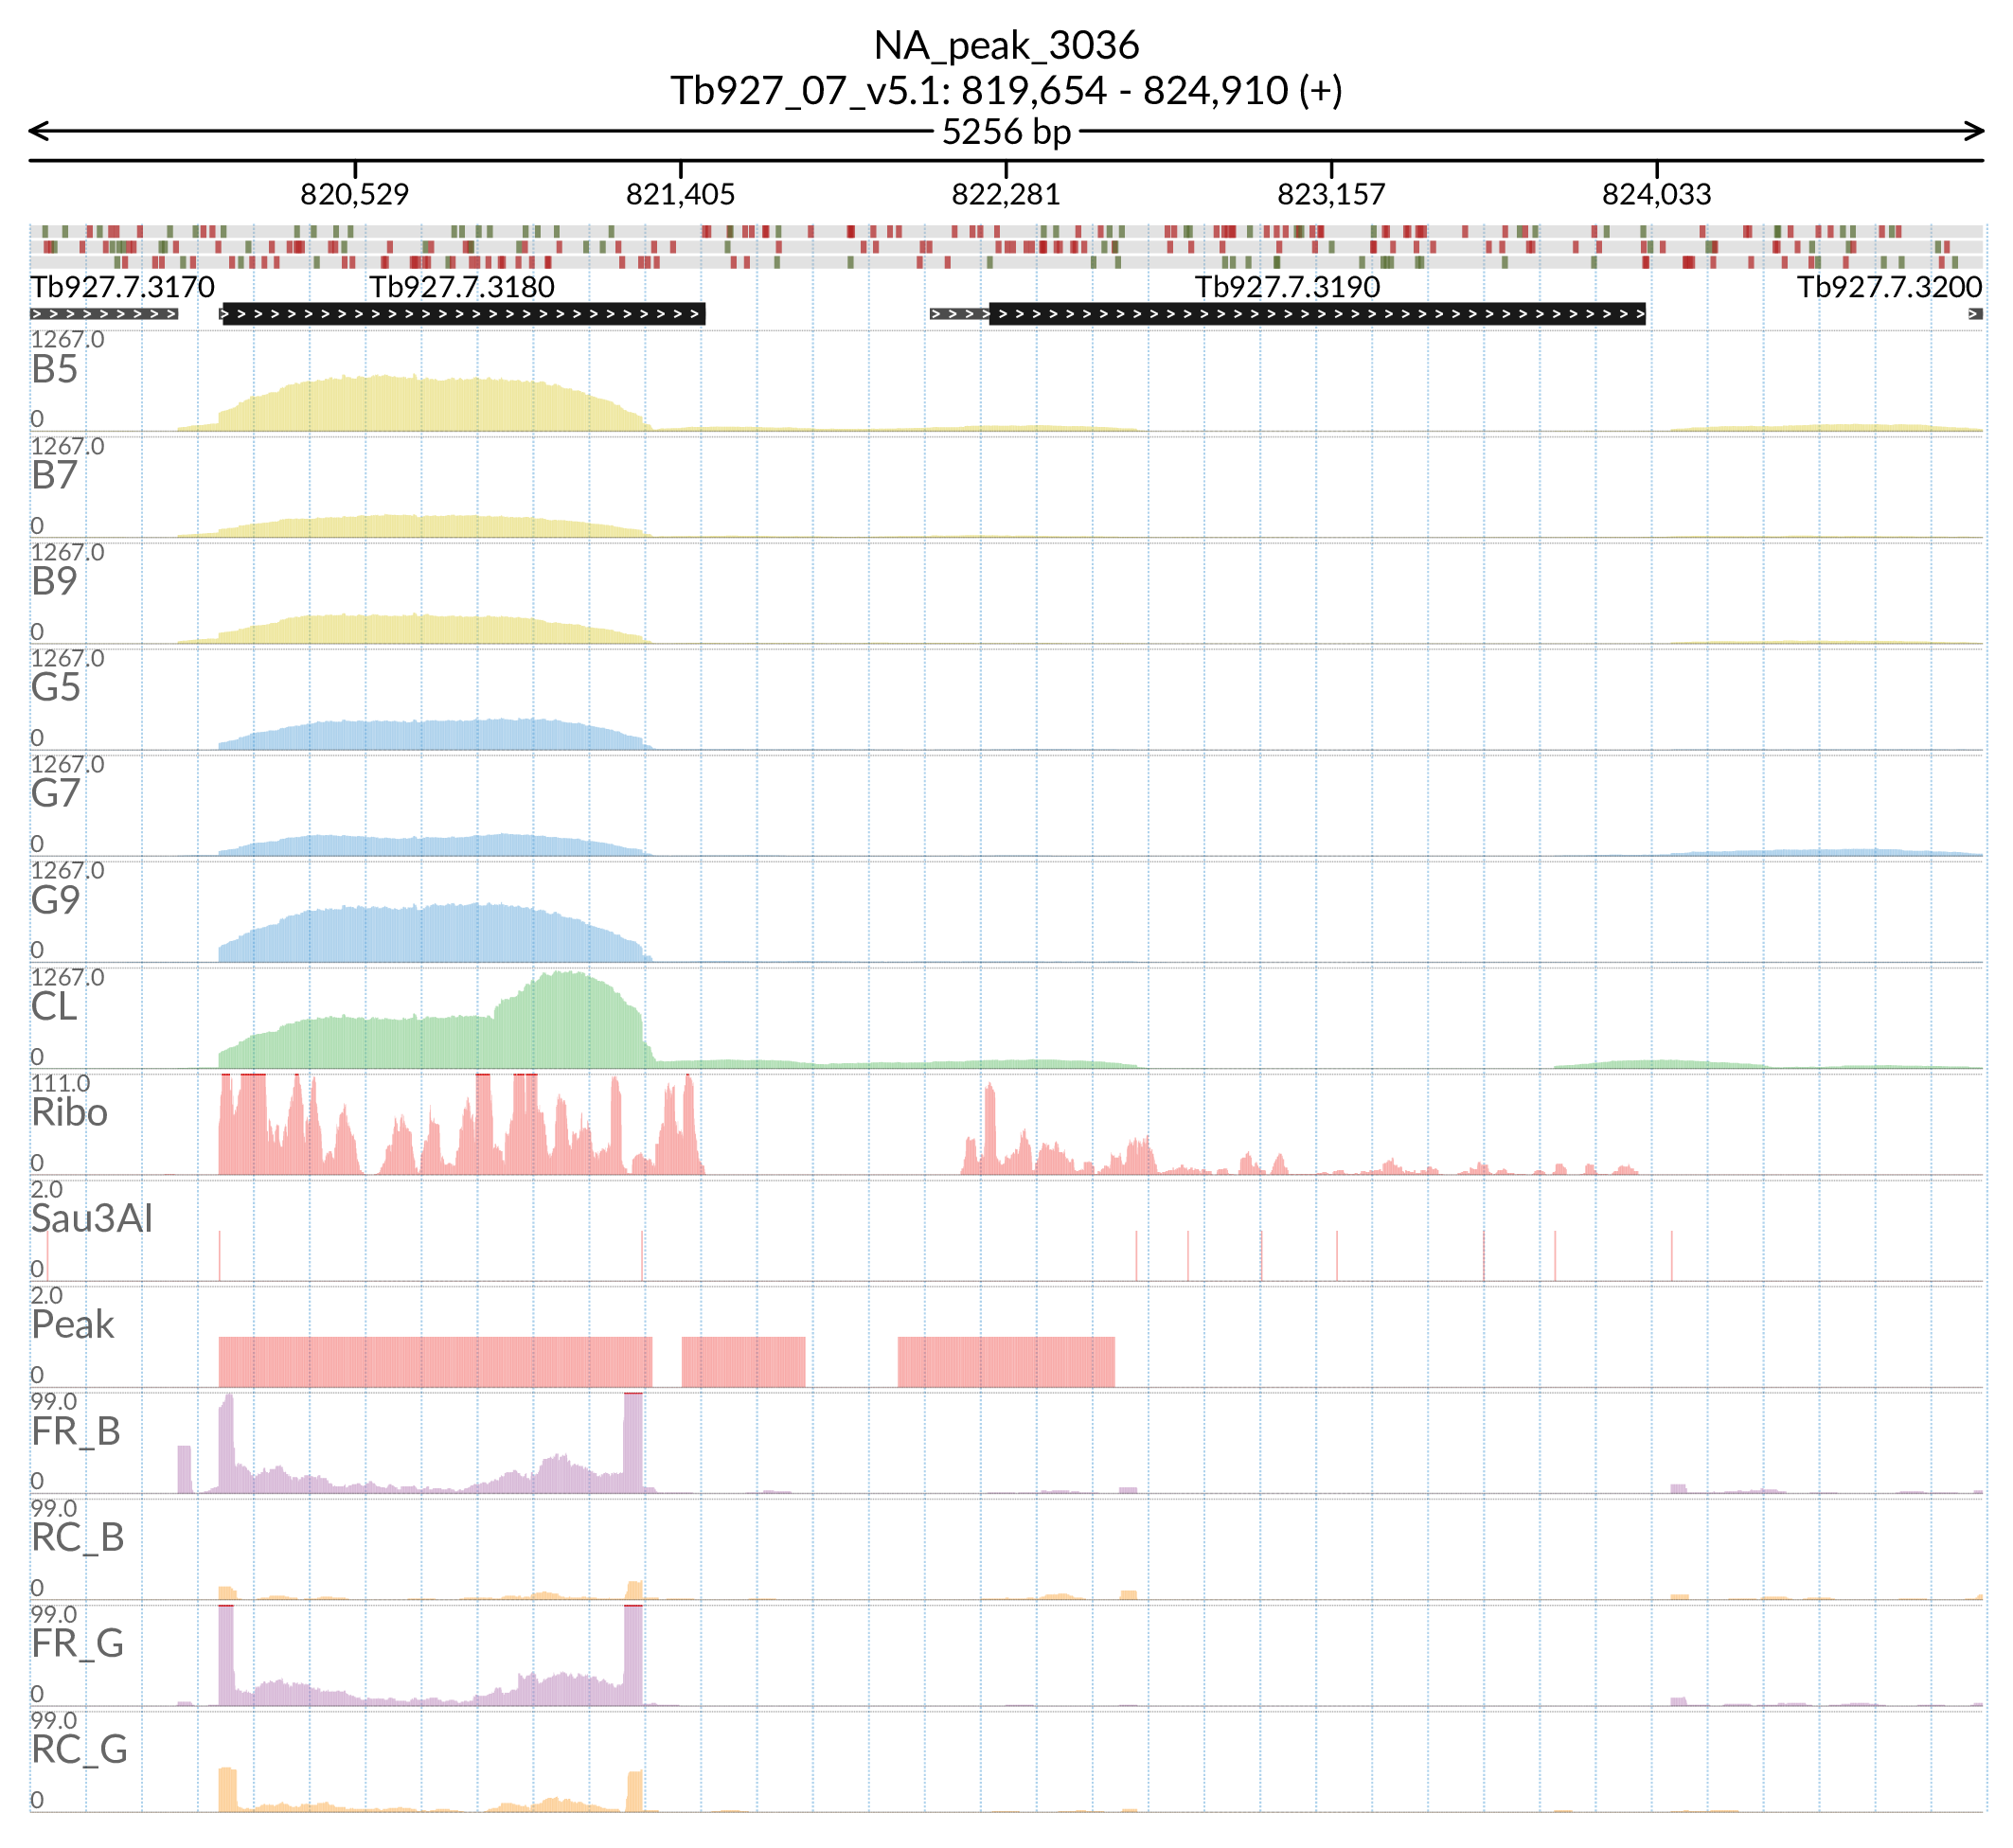 NA_peak_3036
Tb927_07_v5.1: 819,654 - 824,910 (+)
5256 bp
820,529 821,405 822,281 823,157 824,033
Tb927.7.3170 Tb927.7.3180 Tb927.7.3190 Tb927.7.3200
1267.0
B5
0
1267.0
B7
0
1267.0
B9
0
1267.0
G5
0
1267.0
G7
0
1267.0
G9
0
1267.0
CL
0
111.0
Ribo
0
2.0
Sau3AI
0
2.0
Peak
0
99.0
FR_B
0
99.0
RC_B
0
99.0
FR_G
0
99.0
RC_G
0